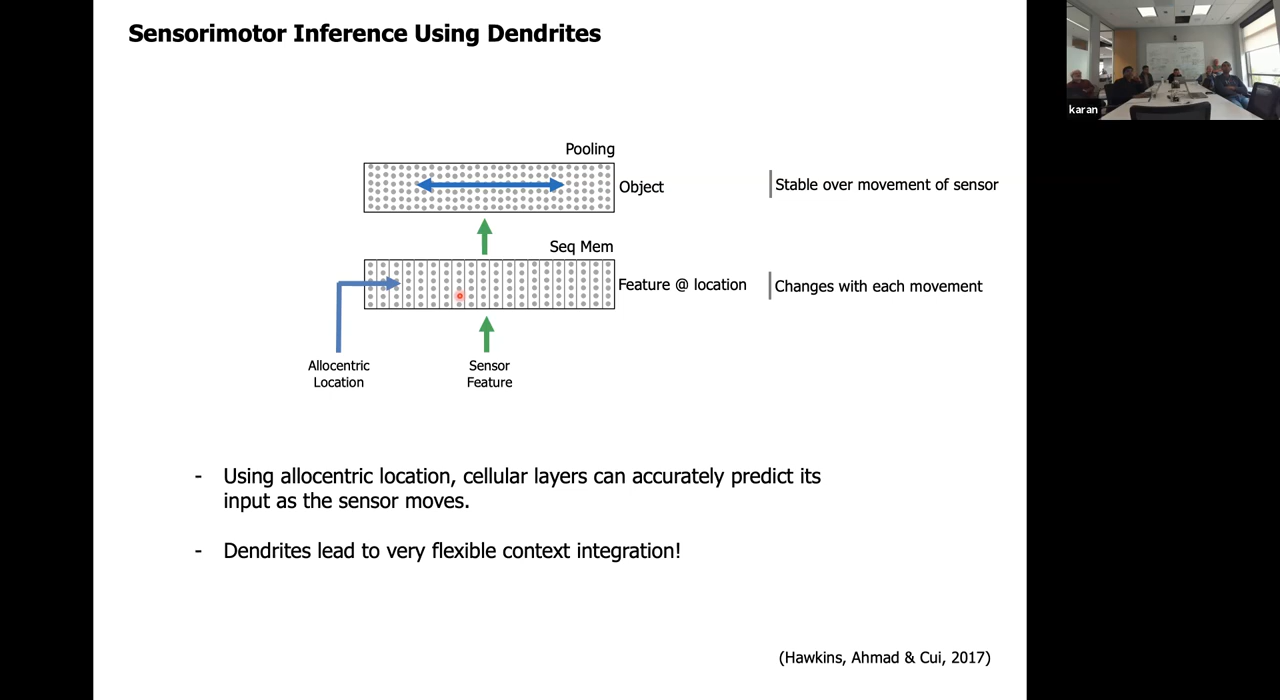 Sensorimotor Inference Using Dendrites
karan
Pooling
Object
Stable over movement of sensor
Seq Mem
Feature @ location
Changes with each movement
Allocentric
Location
Sensor
Feature
- Using allocentric location, cellular layers can accurately predict its
input as the sensor moves.
- Dendrites lead to very flexible context integration!
(Hawkins, Ahmad & Cui, 2017)